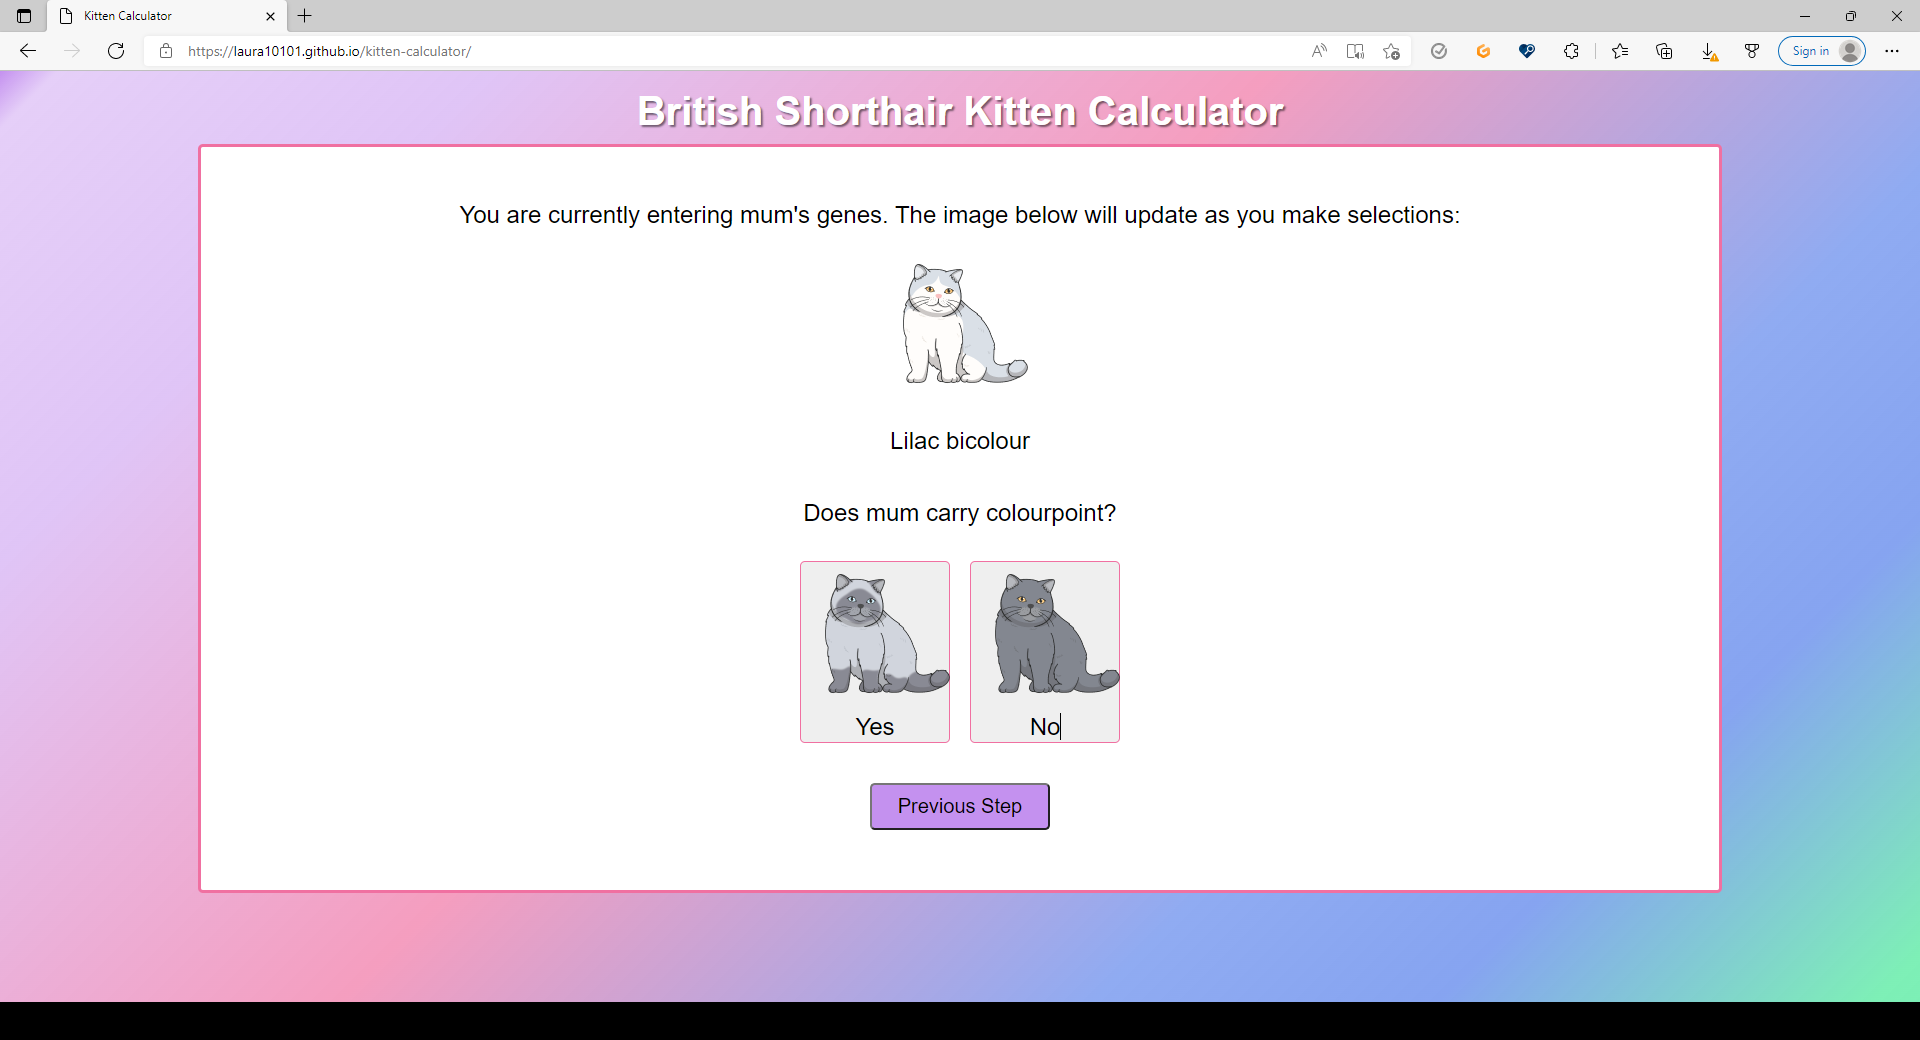 Kitten Calculator
https://laura10101.github.io/kitten-calculator/
Sign in
British Shorthair Kitten Calculator
You are currently entering mum's genes. The image below will update as you make selections:
Lilac bicolour
Does mum carry colourpoint?
Yes No
Previous Step